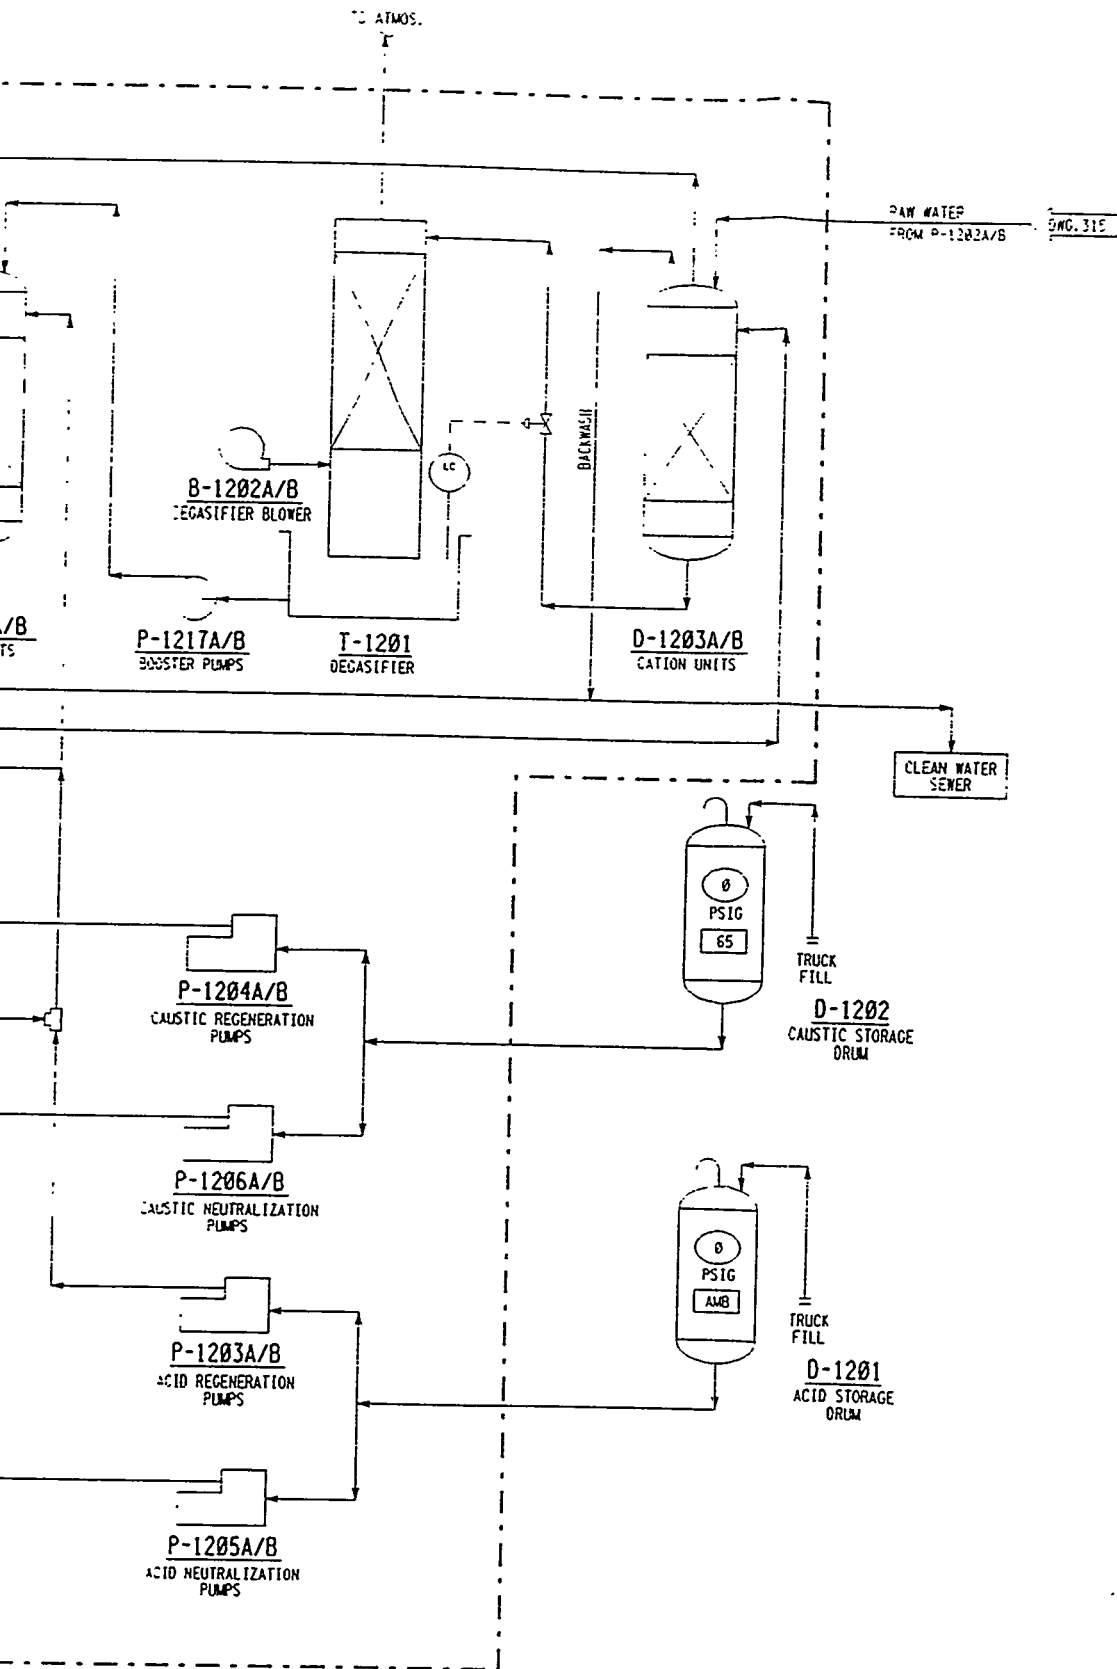 TO ATMOS.
RAW WATER
FROM P-1202A/B
DWG.315
BACKWASH
LC
B-1202A/B
DEGASIFIER BLOWER
A/B
TS
P-1217A/B
BOOSTER PUMPS
T-1201
DEGASIFIER
D-1203A/B
CATION UNITS
CLEAN WATER
SEWER
0
PSIG
65
TRUCK
FILL
D-1202
CAUSTIC STORAGE
DRUM
P-1204A/B
CAUSTIC REGENERATION
PUMPS
P-1206A/B
CAUSTIC NEUTRALIZATION
PUMPS
0
PSIG
AMB
TRUCK
FILL
D-1201
ACID STORAGE
DRUM
P-1203A/B
ACID REGENERATION
PUMPS
P-1205A/B
ACID NEUTRALIZATION
PUMPS